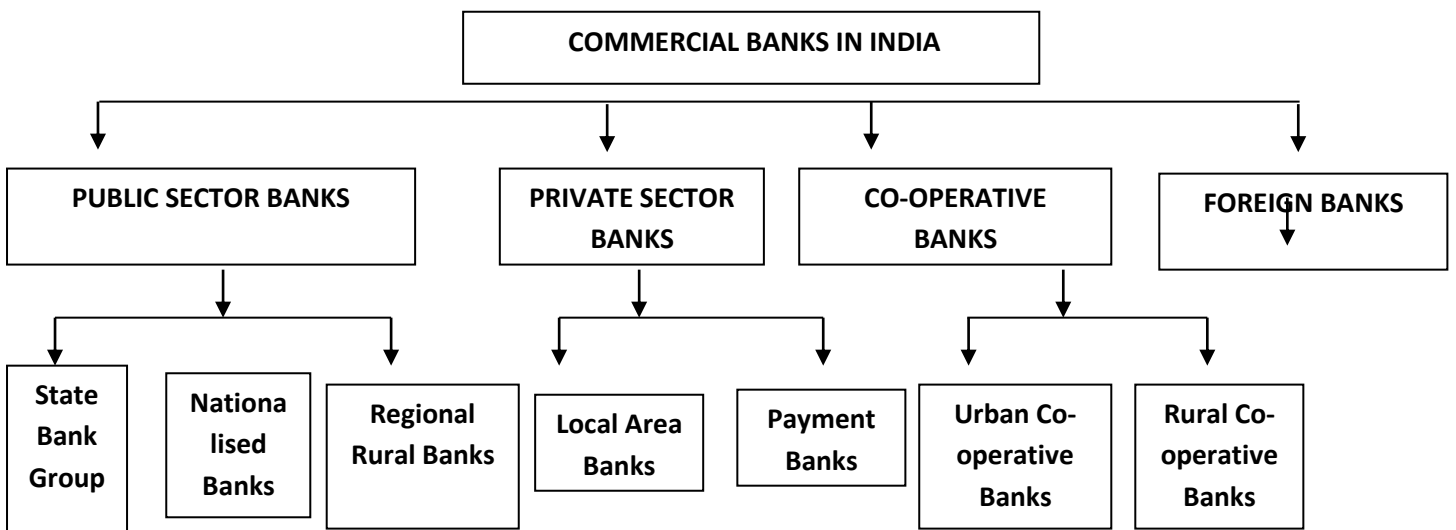 COMMERCIAL BANKS IN INDIA
PUBLIC SECTOR BANKS
PRIVATE SECTOR
BANKS
CO-OPERATIVE
BANKS
FOREIGN BANKS
State
Bank
Group
Nationa
lised
Banks
Regional
Rural Banks
Local Area
Banks
Payment
Banks
Urban Co-
operative
Banks
Rural Co-
operative
Banks